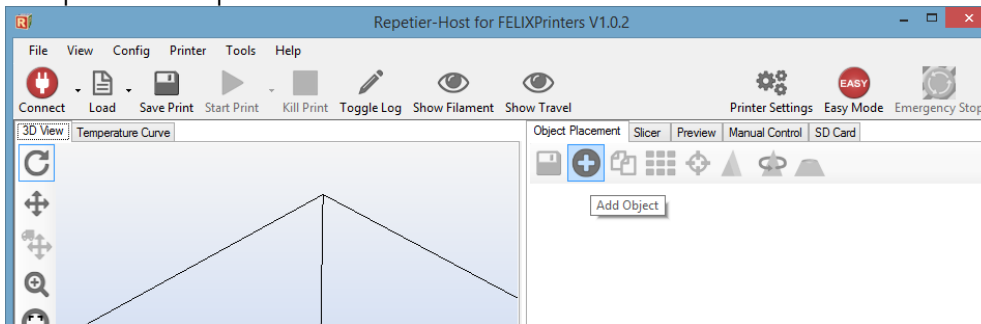 Repetier-Host for FELIXPrinters V1.0.2
File View Config Printer Tools Help
EASY
Connect Load Save Print Start Print Kill Print Toggle Log Show Filament Show Travel Printer Settings Easy Mode Emergency Stop
3D View Temperature Curve Object Placement Slicer Preview Manual Control SD Card
Add Object